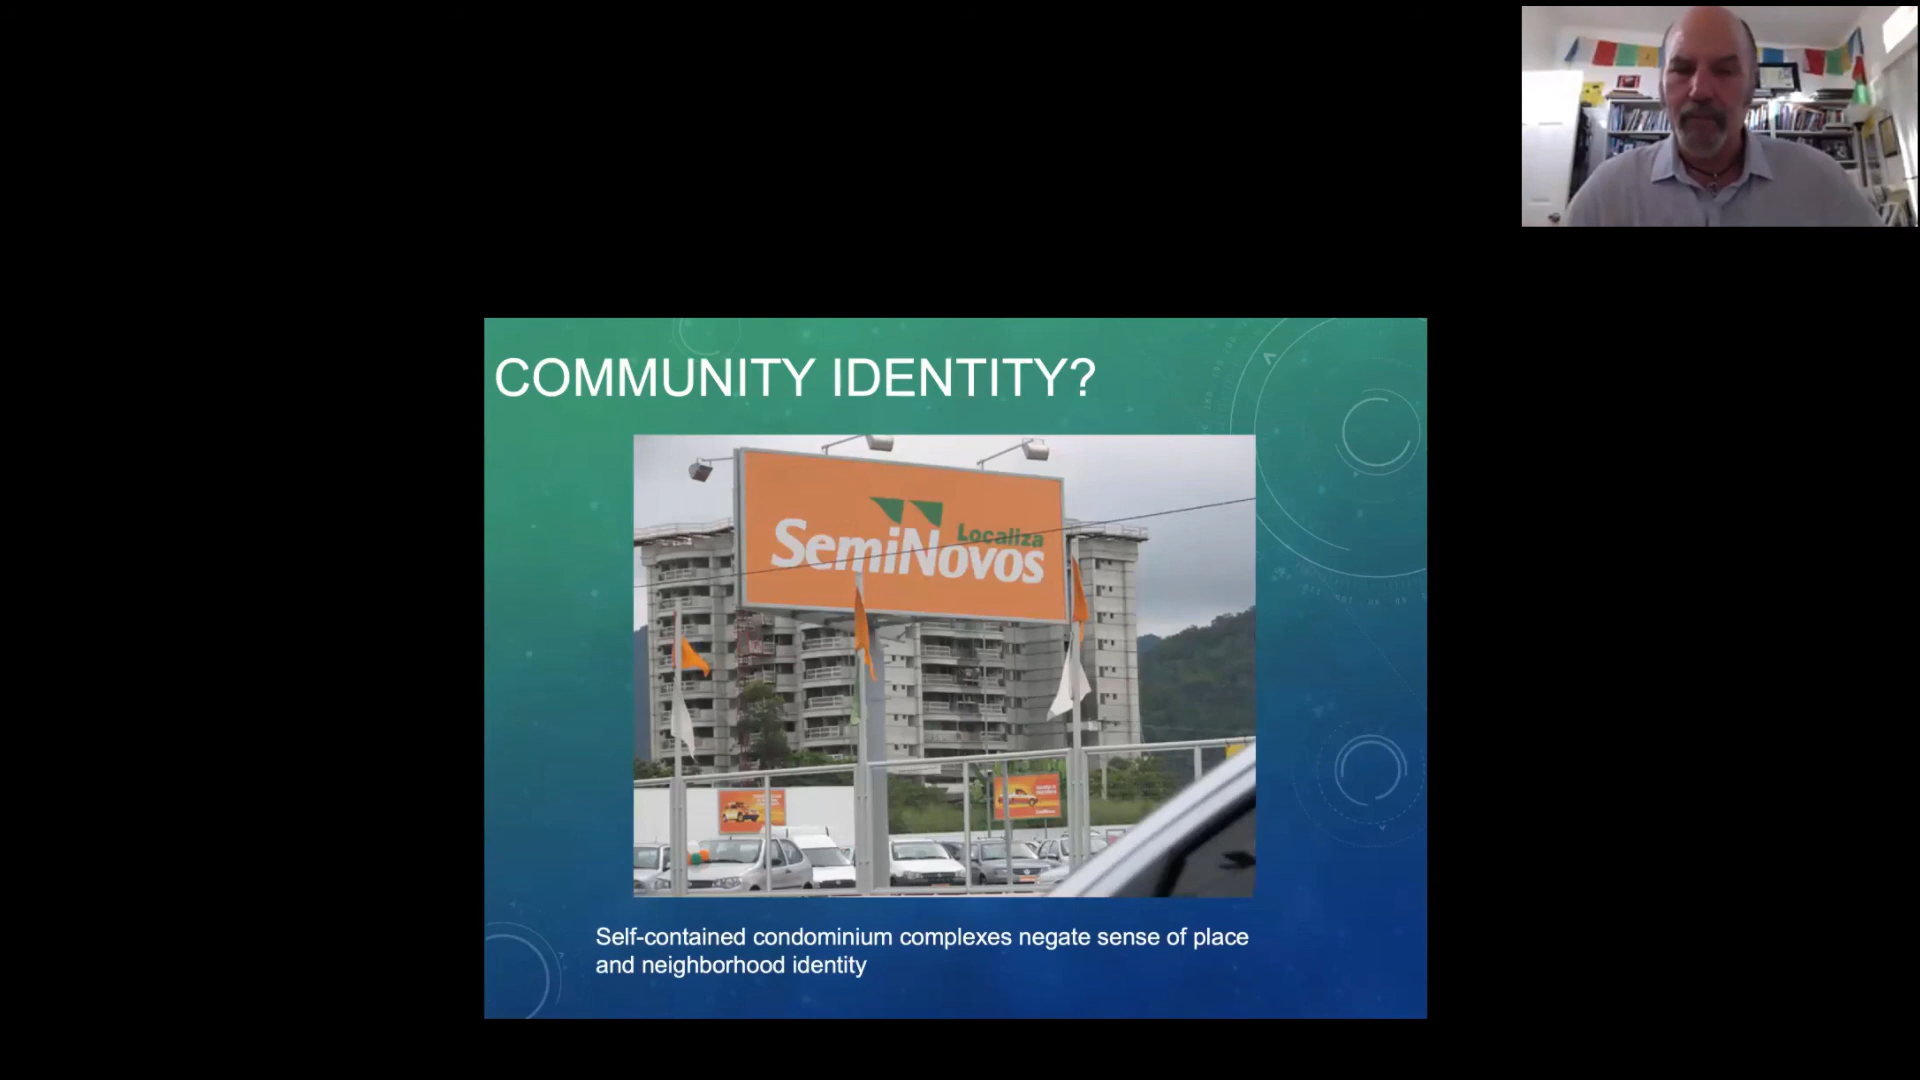 COMMUNITY IDENTITY?
Localiza
SemiNovos
Self-contained condominium complexes negate sense of place
and neighborhood identity